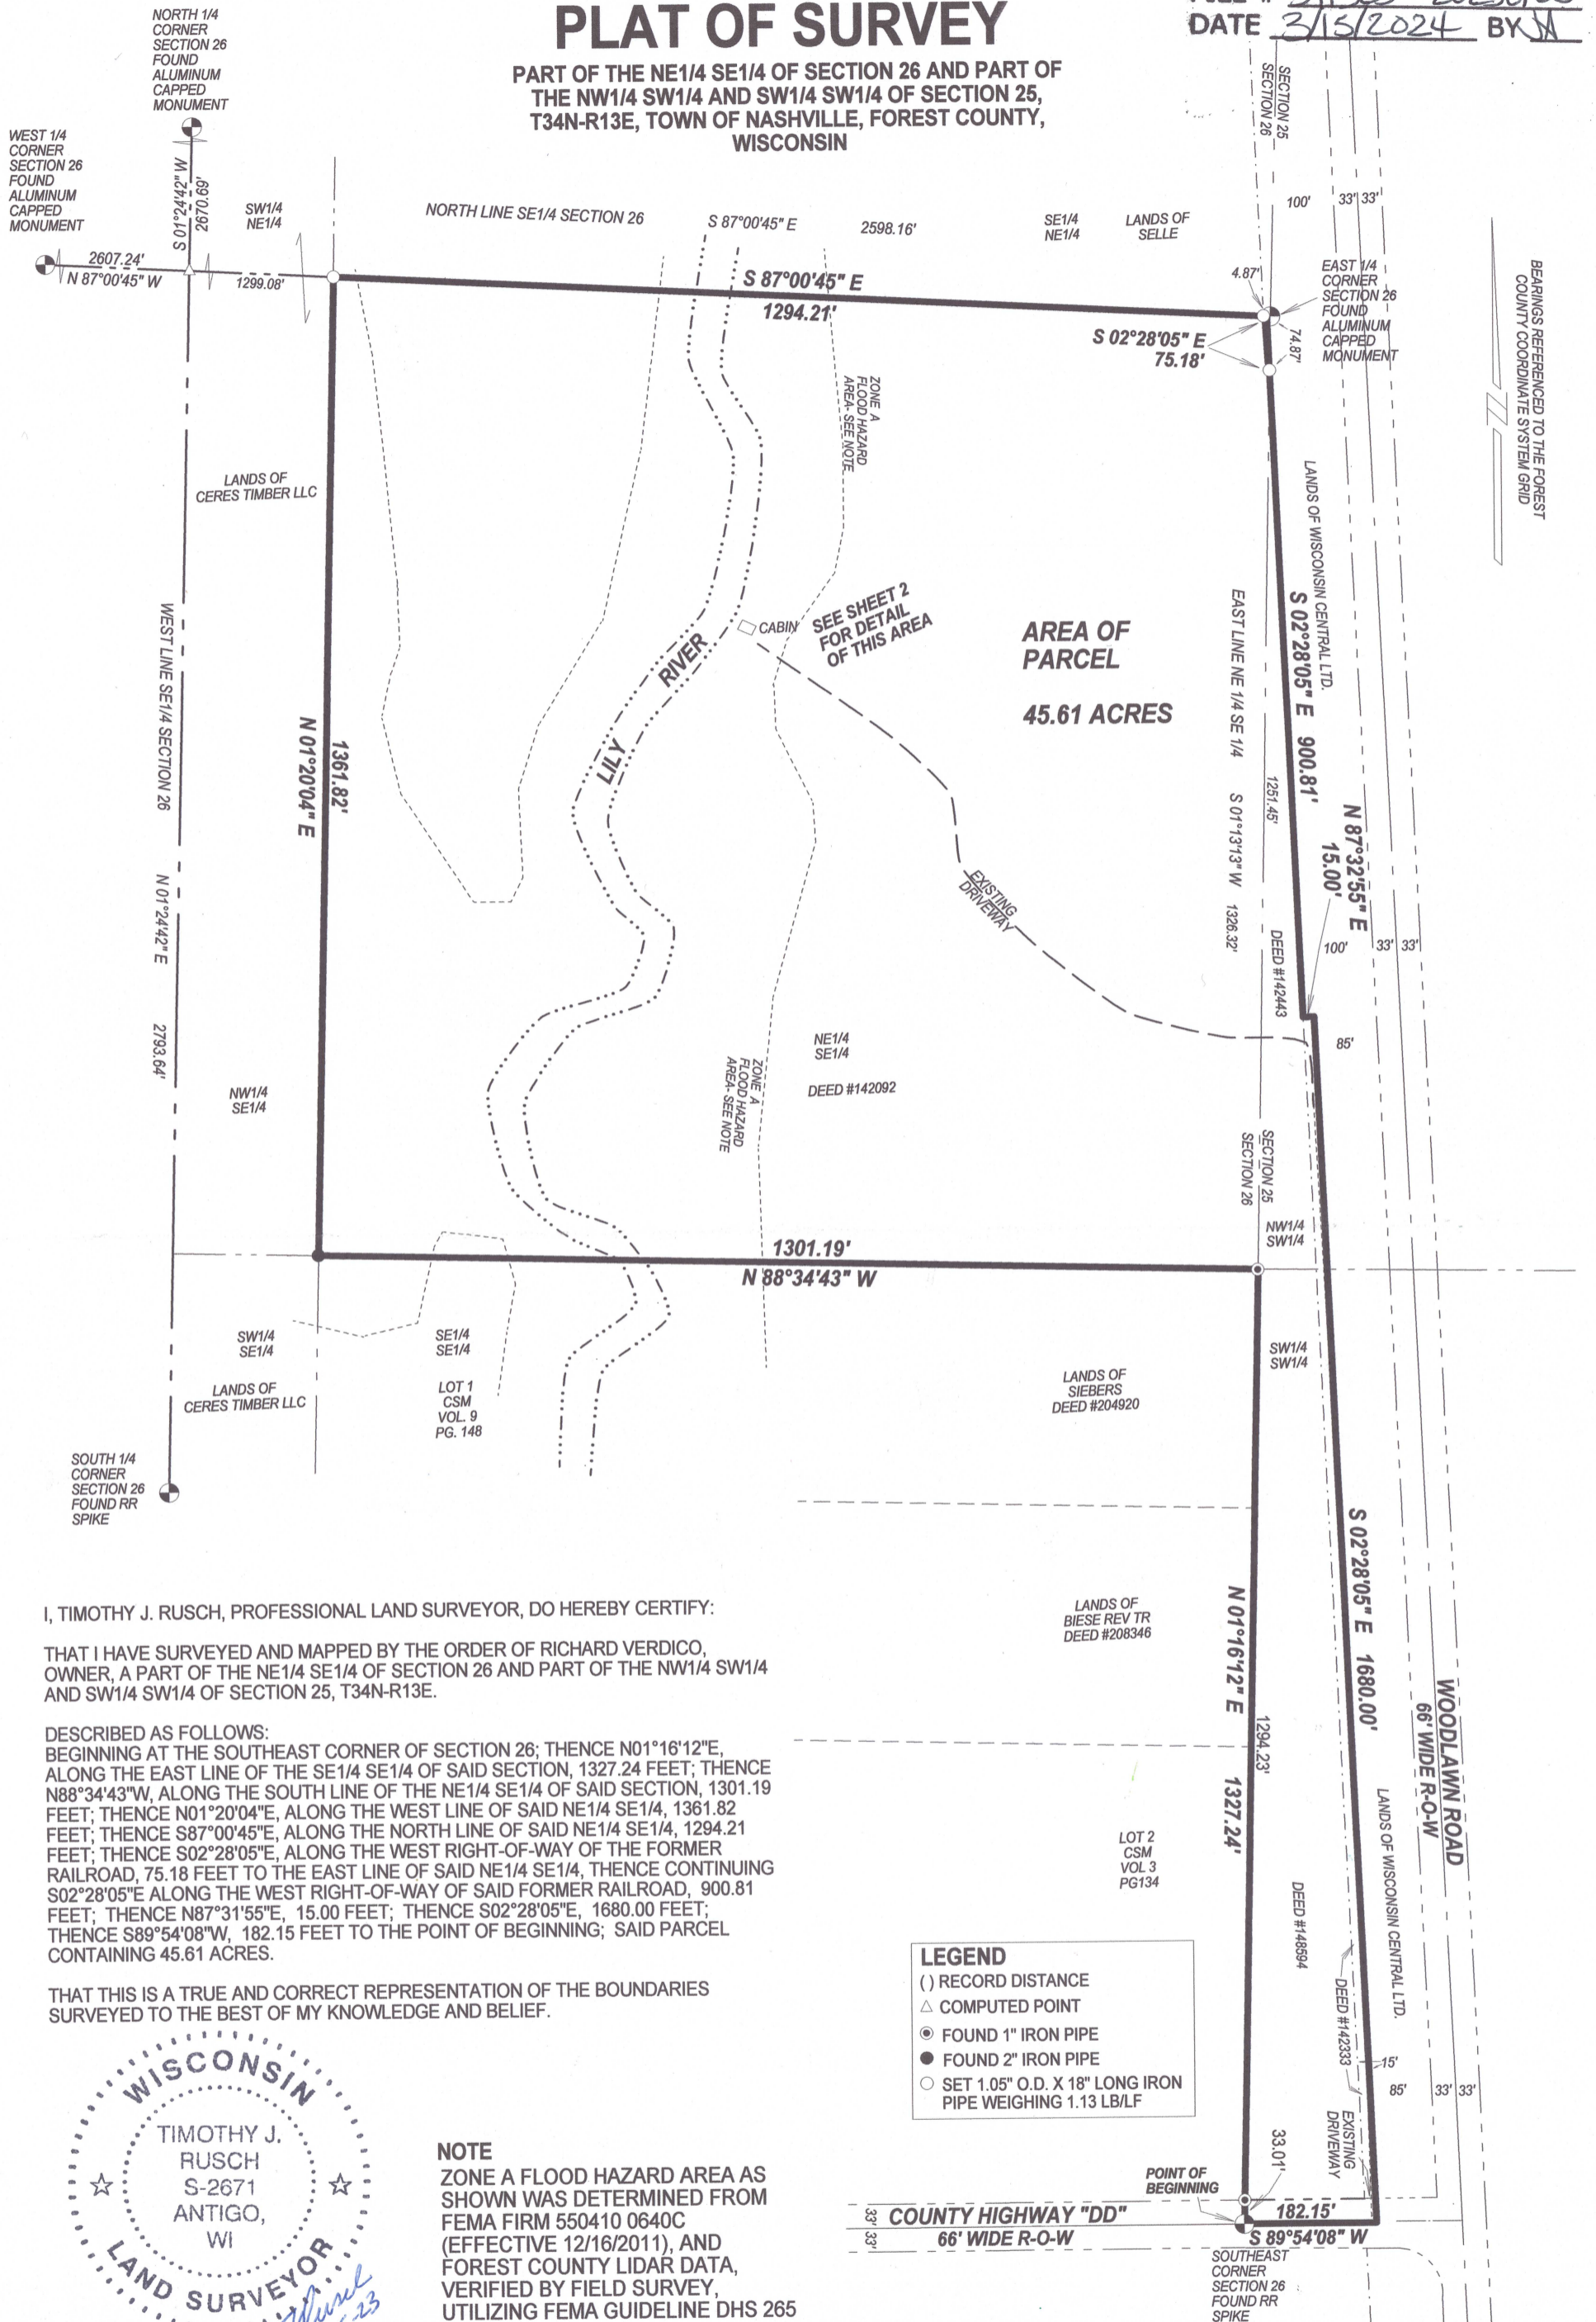 PLAT OF SURVEY
PART OF THE NE1/4 SE1/4 OF SECTION 26 AND PART OF
THE NW1/4 SW1/4 AND SW1/4 SW1/4 OF SECTION 25,
T34N-R13E, TOWN OF NASHVILLE, FOREST COUNTY,
WISCONSIN
DATE 3/15/2024 BY JA
NORTH 1/4
CORNER
SECTION 26
FOUND
ALUMINUM
CAPPED
MONUMENT
WEST 1/4
CORNER
SECTION 26
FOUND
ALUMINUM
CAPPED
MONUMENT
S 01°24'42" W
2670.69'
SW1/4
NE1/4
NORTH LINE SE1/4 SECTION 26
S 87°00'45" E
2598.16'
SE1/4
NE1/4
LANDS OF
SELLE
SECTION 25
SECTION 26
100'
33'
33'
2607.24'
N 87°00'45" W
1299.08'
S 87°00'45" E
1294.21'
4.87'
EAST 1/4
CORNER
SECTION 26
FOUND
ALUMINUM
CAPPED
MONUMENT
S 02°28'05" E
75.18'
74.87'
BEARINGS REFERENCED TO THE FOREST
COUNTY COORDINATE SYSTEM GRID
ZONE A
FLOOD HAZARD
AREA- SEE NOTE
LANDS OF
CERES TIMBER LLC
LANDS OF WISCONSIN CENTRAL LTD.
S 02°28'05" E 900.81'
WEST LINE SE1/4 SECTION 26
N 01°24'42" E
2793.64'
N 01°20'04" E
1361.82'
LILY
RIVER
CABIN
SEE SHEET 2
FOR DETAIL
OF THIS AREA
AREA OF
PARCEL
45.61 ACRES
EAST LINE NE 1/4 SE 1/4
S 01°13'13" W
1326.32'
1251.45'
N 87°32'55" E
15.00'
EXISTING
DRIVEWAY
DEED #142443
100'
33'
33'
85'
NE1/4
SE1/4
DEED #142092
ZONE A
FLOOD HAZARD
AREA- SEE NOTE
NW1/4
SE1/4
SECTION 25
SECTION 26
NW1/4
SW1/4
1301.19'
N 88°34'43" W
SW1/4
SE1/4
LANDS OF
CERES TIMBER LLC
SE1/4
SE1/4
LOT 1
CSM
VOL. 9
PG. 148
LANDS OF
SIEBERS
DEED #204920
SW1/4
SW1/4
SOUTH 1/4
CORNER
SECTION 26
FOUND RR
SPIKE
S 02°28'05" E 1680.00'
LANDS OF
BIESE REV TR
DEED #208346
N 01°16'12" E
1327.24'
1294.23'
WOODLAWN ROAD
66' WIDE R-O-W
LANDS OF WISCONSIN CENTRAL LTD.
LOT 2
CSM
VOL 3
PG134
DEED #148594
DEED #142333
15'
85'
33'
33'
EXISTING
DRIVEWAY
33.01'
I, TIMOTHY J. RUSCH, PROFESSIONAL LAND SURVEYOR, DO HEREBY CERTIFY:
THAT I HAVE SURVEYED AND MAPPED BY THE ORDER OF RICHARD VERDICO,
OWNER, A PART OF THE NE1/4 SE1/4 OF SECTION 26 AND PART OF THE NW1/4 SW1/4
AND SW1/4 SW1/4 OF SECTION 25, T34N-R13E.
DESCRIBED AS FOLLOWS:
BEGINNING AT THE SOUTHEAST CORNER OF SECTION 26; THENCE N01°16'12"E,
ALONG THE EAST LINE OF THE SE1/4 SE1/4 OF SAID SECTION, 1327.24 FEET; THENCE
N88°34'43"W, ALONG THE SOUTH LINE OF THE NE1/4 SE1/4 OF SAID SECTION, 1301.19
FEET; THENCE N01°20'04"E, ALONG THE WEST LINE OF SAID NE1/4 SE1/4, 1361.82
FEET; THENCE S87°00'45"E, ALONG THE NORTH LINE OF SAID NE1/4 SE1/4, 1294.21
FEET; THENCE S02°28'05"E, ALONG THE WEST RIGHT-OF-WAY OF THE FORMER
RAILROAD, 75.18 FEET TO THE EAST LINE OF SAID NE1/4 SE1/4, THENCE CONTINUING
S02°28'05"E ALONG THE WEST RIGHT-OF-WAY OF SAID FORMER RAILROAD, 900.81
FEET; THENCE N87°31'55"E, 15.00 FEET; THENCE S02°28'05"E, 1680.00 FEET;
THENCE S89°54'08"W, 182.15 FEET TO THE POINT OF BEGINNING; SAID PARCEL
CONTAINING 45.61 ACRES.
THAT THIS IS A TRUE AND CORRECT REPRESENTATION OF THE BOUNDARIES
SURVEYED TO THE BEST OF MY KNOWLEDGE AND BELIEF.
LEGEND
( ) RECORD DISTANCE
△ COMPUTED POINT
FOUND 1" IRON PIPE
FOUND 2" IRON PIPE
SET 1.05" O.D. X 18" LONG IRON
PIPE WEIGHING 1.13 LB/LF
WISCONSIN
TIMOTHY J.
RUSCH
S-2671
ANTIGO,
WI
LAND SURVEYOR
NOTE
ZONE A FLOOD HAZARD AREA AS
SHOWN WAS DETERMINED FROM
FEMA FIRM 550410 0640C
(EFFECTIVE 12/16/2011), AND
FOREST COUNTY LIDAR DATA,
VERIFIED BY FIELD SURVEY,
UTILIZING FEMA GUIDELINE DHS 265
POINT OF
BEGINNING
33'
33'
COUNTY HIGHWAY "DD"
66' WIDE R-O-W
182.15'
S 89°54'08" W
SOUTHEAST
CORNER
SECTION 26
FOUND RR
SPIKE